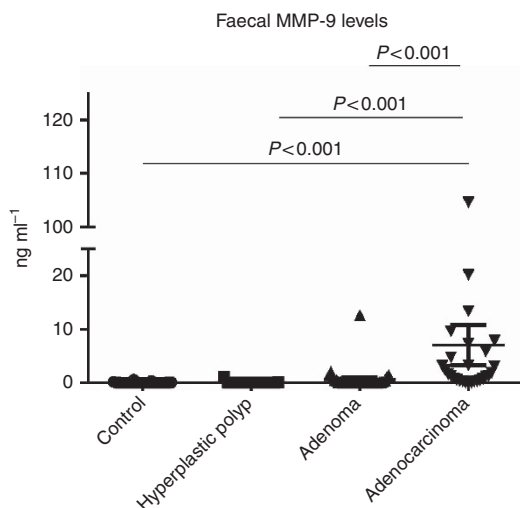 Faecal MMP-9 levels
P<0.001
P<0.001
P<0.001
ng ml⁻¹
120
110
100
20
10
0
Control
Hyperplastic polyp
Adenoma
Adenocarcinoma